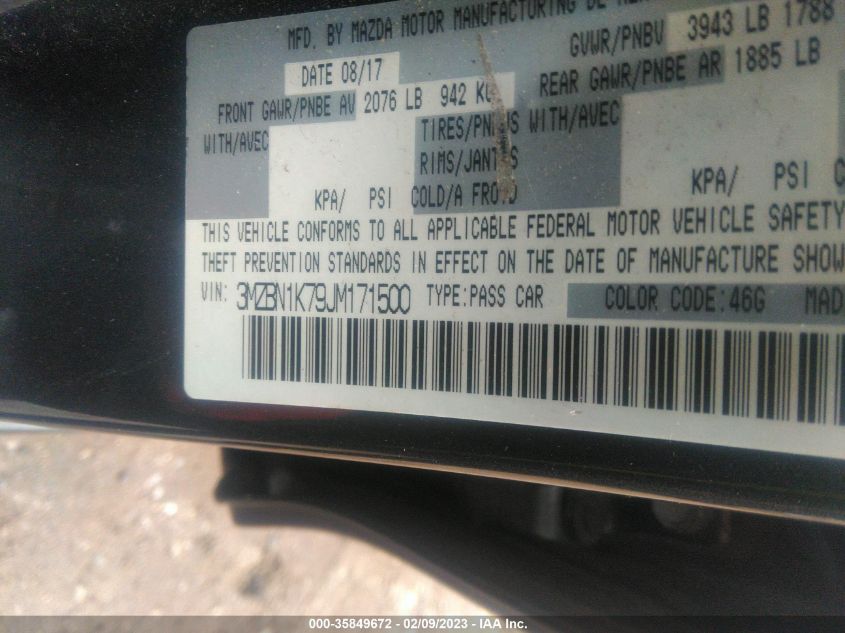 MFD. BY MAZDA MOTOR MANUFACTURING DE
GVWR/PNBV 3943 LB 1788
DATE 08/17
FRONT GAWR/PNBE AV 2076 LB 942 KG
REAR GAWR/PNBE AR 1885 LB
WITH/AVEC
TIRES/PNEUS WITH/AVEC
RIMS/JANTES
KPA/ PSI COLD/A FROID
KPA/ PSI
THIS VEHICLE CONFORMS TO ALL APPLICABLE FEDERAL MOTOR VEHICLE SAFETY
THEFT PREVENTION STANDARDS IN EFFECT ON THE DATE OF MANUFACTURE SHOW
VIN: 3MZBN1K79JM171500 TYPE:PASS CAR COLOR CODE:46G MAD
000-35849672 - 02/09/2023 - IAA Inc.